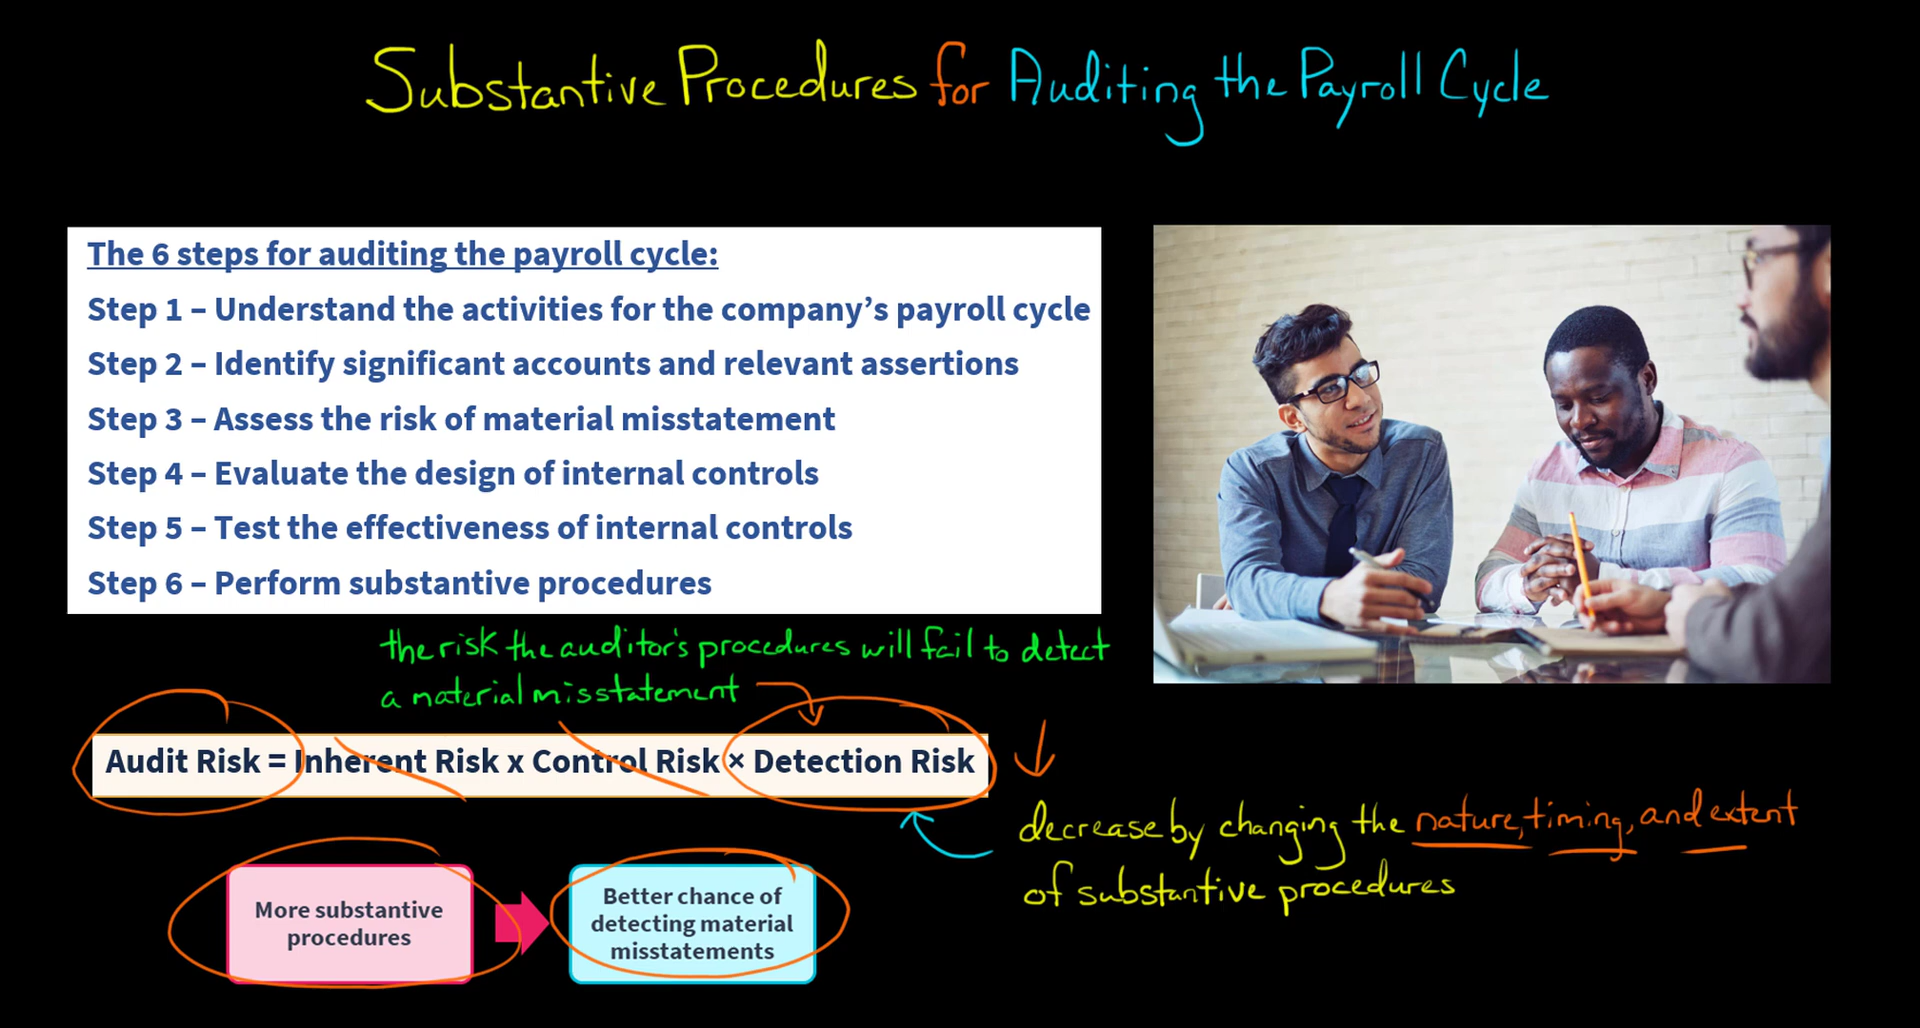 Substantive Procedures for Auditing the Payroll Cycle
The 6 steps for auditing the payroll cycle:
Step 1 – Understand the activities for the company’s payroll cycle
Step 2 – Identify significant accounts and relevant assertions
Step 3 – Assess the risk of material misstatement
Step 4 – Evaluate the design of internal controls
Step 5 – Test the effectiveness of internal controls
Step 6 – Perform substantive procedures
the risk the auditor's procedures will fail to detect
a material misstatement
Audit Risk = Inherent Risk x Control Risk × Detection Risk
decrease by changing the nature, timing, and extent
of substantive procedures
More substantive
procedures
Better chance of
detecting material
misstatements